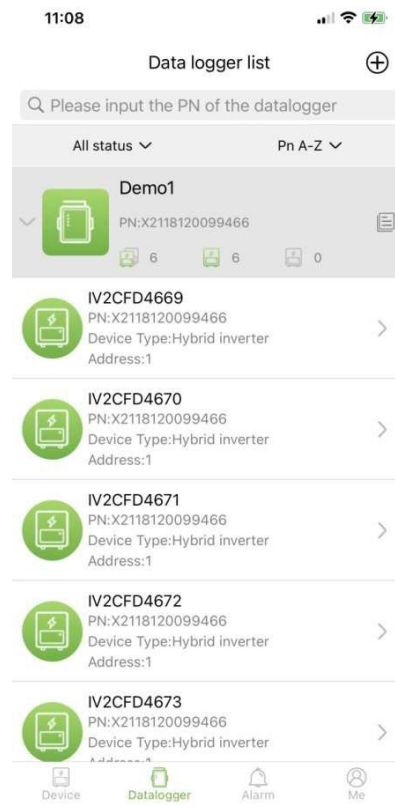 11:08
Data logger list
Please input the PN of the datalogger
All status
Pn A-Z
Demo1
PN:X2118120099466
6 6 0
IV2CFD4669
PN:X2118120099466
Device Type:Hybrid inverter
Address:1
IV2CFD4670
PN:X2118120099466
Device Type:Hybrid inverter
Address:1
IV2CFD4671
PN:X2118120099466
Device Type:Hybrid inverter
Address:1
IV2CFD4672
PN:X2118120099466
Device Type:Hybrid inverter
Address:1
IV2CFD4673
PN:X2118120099466
Device Type:Hybrid inverter
Device
Datalogger
Alarm
Me